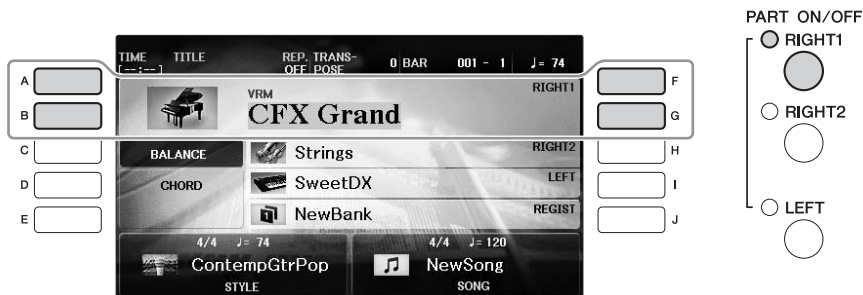 PART ON/OFF
RIGHT1
RIGHT2
LEFT
TIME TITLE REP. TRANS- 0 BAR 001 - 1 ♩= 74
[--:--] OFF POSE
A
B
C
D
E
VRM
CFX Grand
RIGHT1
BALANCE
Strings
RIGHT2
CHORD
SweetDX
LEFT
NewBank
REGIST
4/4 ♩= 74
ContempGtrPop
STYLE
4/4 ♩=120
NewSong
SONG
F
G
H
I
J